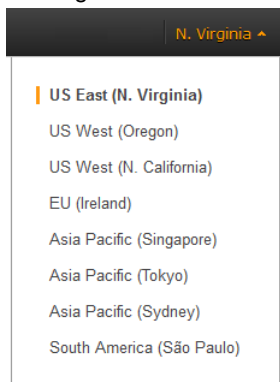 N. Virginia
US East (N. Virginia)
US West (Oregon)
US West (N. California)
EU (Ireland)
Asia Pacific (Singapore)
Asia Pacific (Tokyo)
Asia Pacific (Sydney)
South America (São Paulo)